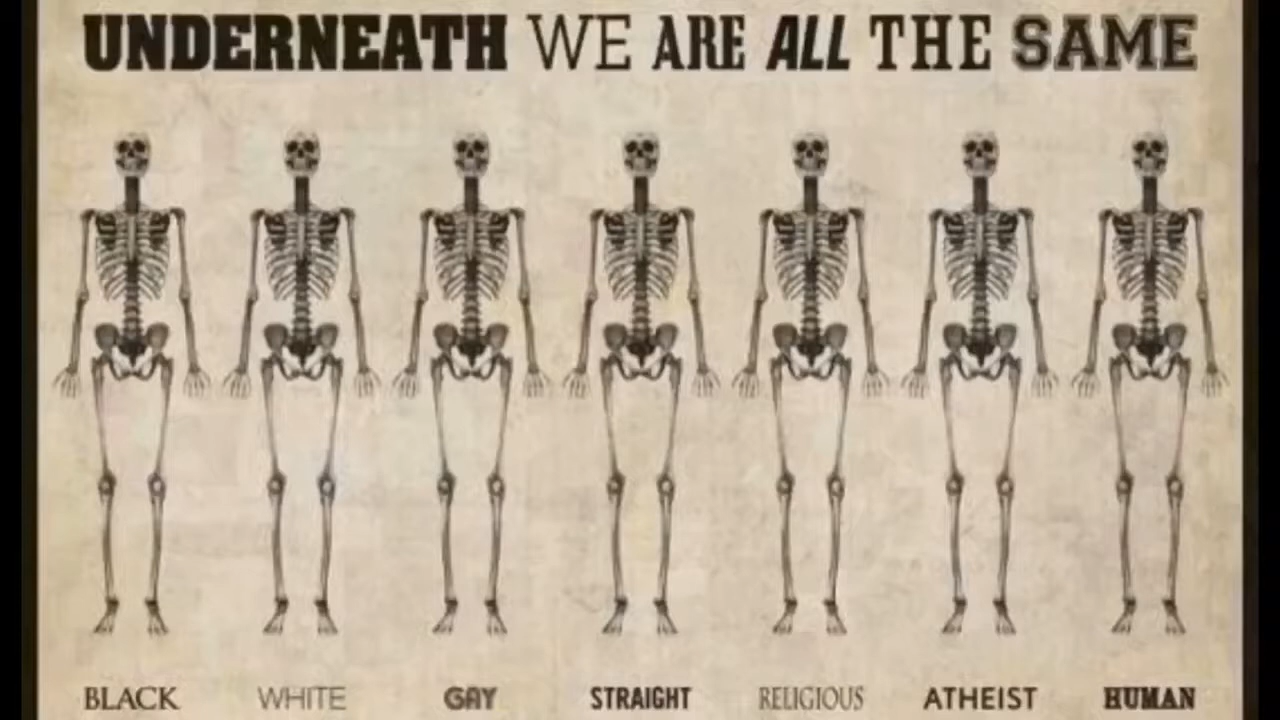 UNDERNEATH WE ARE ALL THE SAME
BLACK WHITE GAY STRAIGHT RELIGIOUS ATHEIST HUMAN